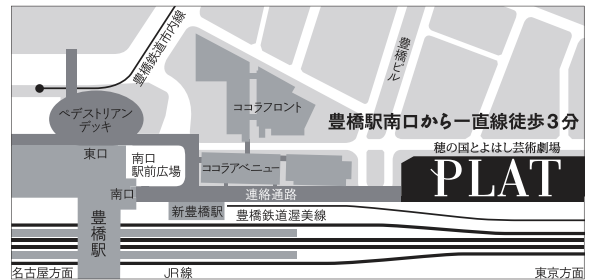 豊橋鉄道市内線
豊橋ビル
ココラフロント
ペデストリアン
デッキ
豊橋駅南口から一直線徒歩3分
東口
南口
駅前広場
ココラアベニュー
穂の国とよはし芸術劇場
PLAT
南口
連絡通路
新豊橋駅
豊橋鉄道渥美線
豊橋駅
名古屋方面
JR線
東京方面